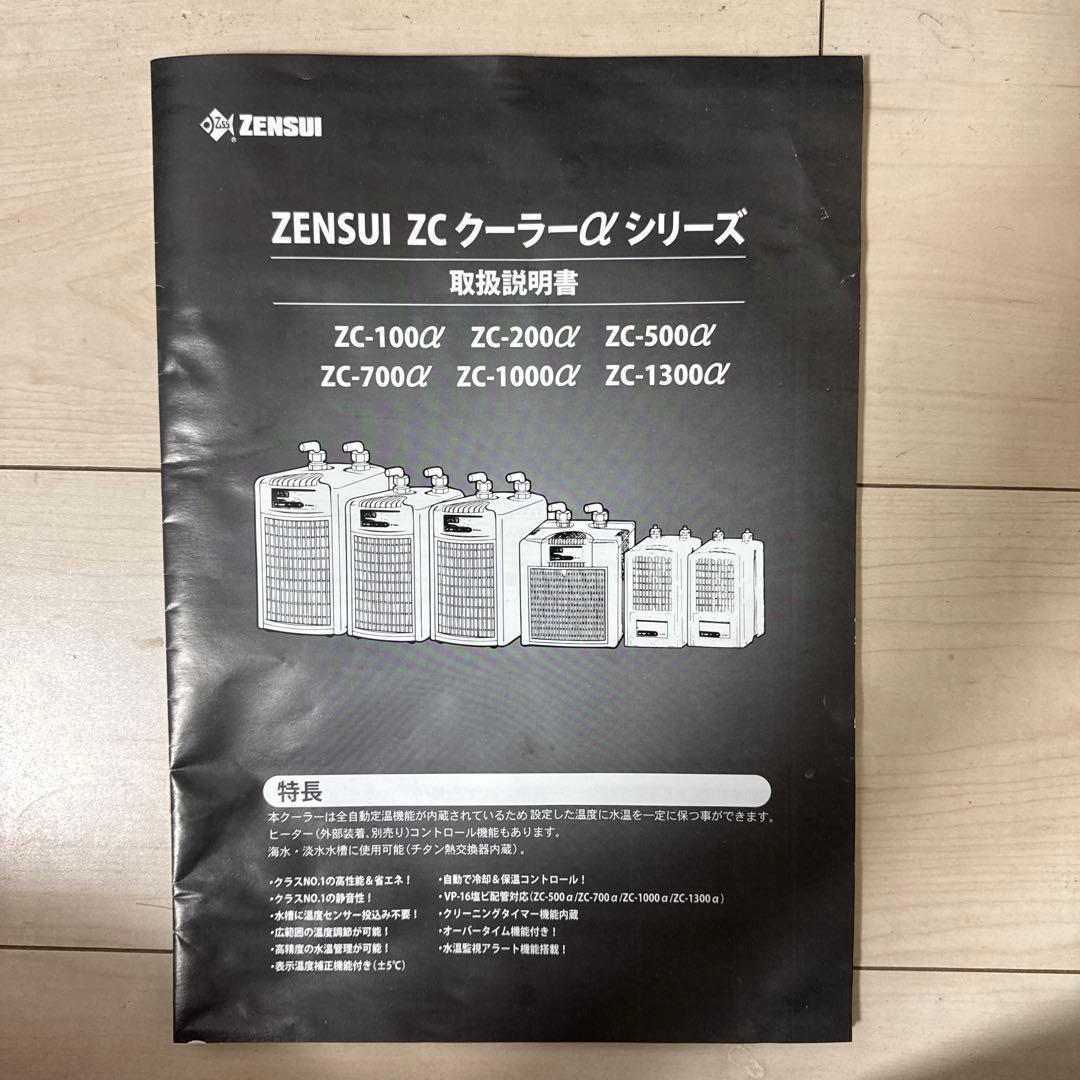 ZENSUI
ZENSUI ZC クーラーα シリーズ
取扱説明書
ZC-100α ZC-200α ZC-500α
ZC-700α ZC-1000α ZC-1300α
特長
本クーラーは全自動定温機能が内蔵されているため設定した温度に水温を一定に保つ事ができます。
ヒーター(外部装着、別売り)コントロール機能もあります。
海水・淡水水槽に使用可能(チタン熱交換器内蔵)。
・クラスNO.1の高性能&省エネ!
・クラスNO.1の静音性!
・水槽に温度センサー投込み不要!
・広範囲の温度調節が可能!
・高精度の水温管理が可能!
・表示温度補正機能付き(±5℃)
・自動で冷却&保温コントロール!
・VP-16塩ビ配管対応(ZC-500α/ZC-700α/ZC-1000α/ZC-1300α)
・クリーニングタイマー機能内蔵
・オーバータイム機能付き!
・水温監視アラート機能搭載!